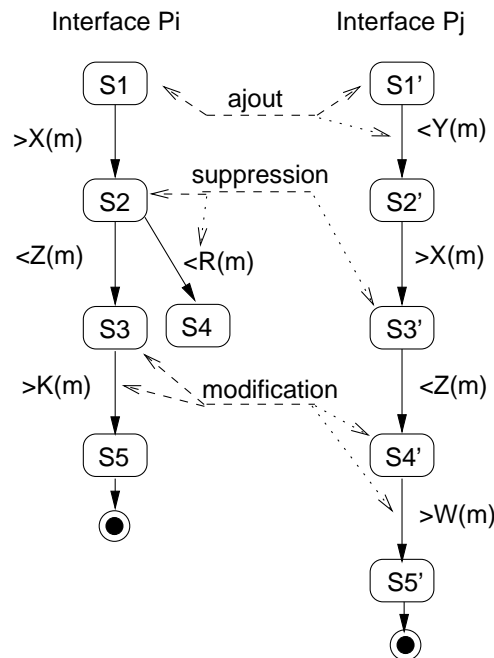 Interface Pi
Interface Pj
S1
ajout
S1'
>X(m)
<Y(m)
suppression
S2
S2'
<Z(m)
<R(m)
>X(m)
S3
S4
S3'
>K(m)
modification
<Z(m)
S5
S4'
>W(m)
S5'